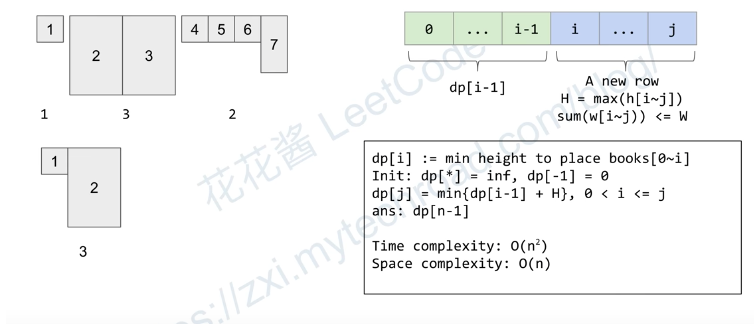 1
2
3
4 5 6
7
1 3 2
1
2
3
0 ... i-1 i ... j
dp[i-1]
A new row
H = max(h[i~j])
sum(w[i~j)) <= W
dp[i] := min height to place books[0~i]
Init: dp[*] = inf, dp[-1] = 0
dp[j] = min{dp[i-1] + H}, 0 < i <= j
ans: dp[n-1]
Time complexity: O(n²)
Space complexity: O(n)
花花酱 LeetCode
s://zxi.mytechroad.com/blog/